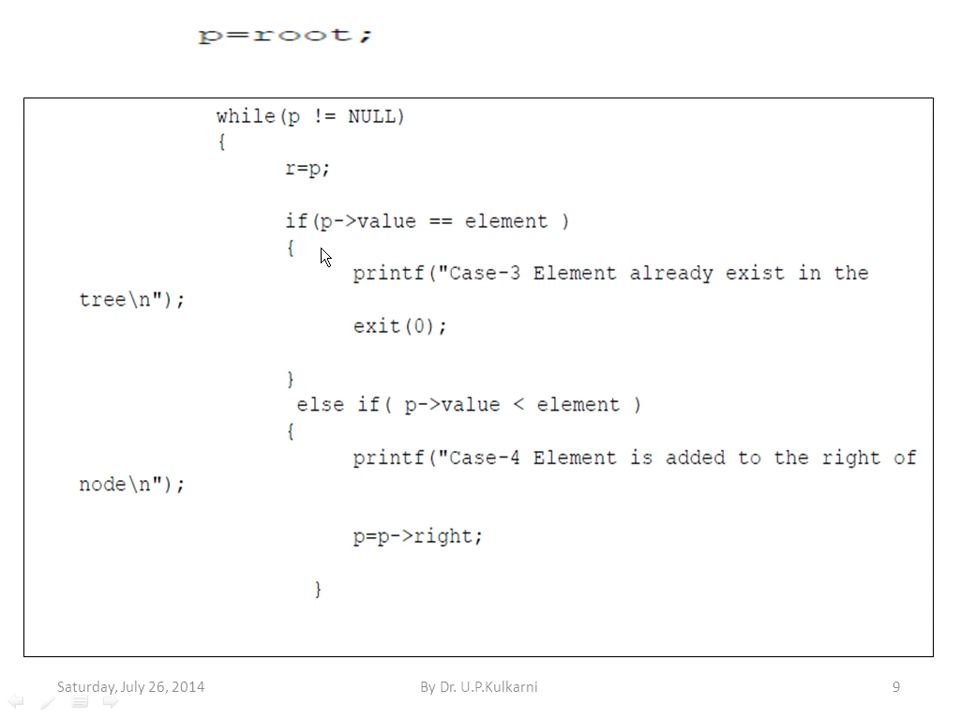 p=root;
while(p != NULL)
{
r=p;
if(p->value == element )
{
printf("Case-3 Element already exist in the
tree\n");
exit(0);
}
else if( p->value < element )
{
printf("Case-4 Element is added to the right of
node\n");
p=p->right;
}
Saturday, July 26, 2014 By Dr. U.P.Kulkarni 9